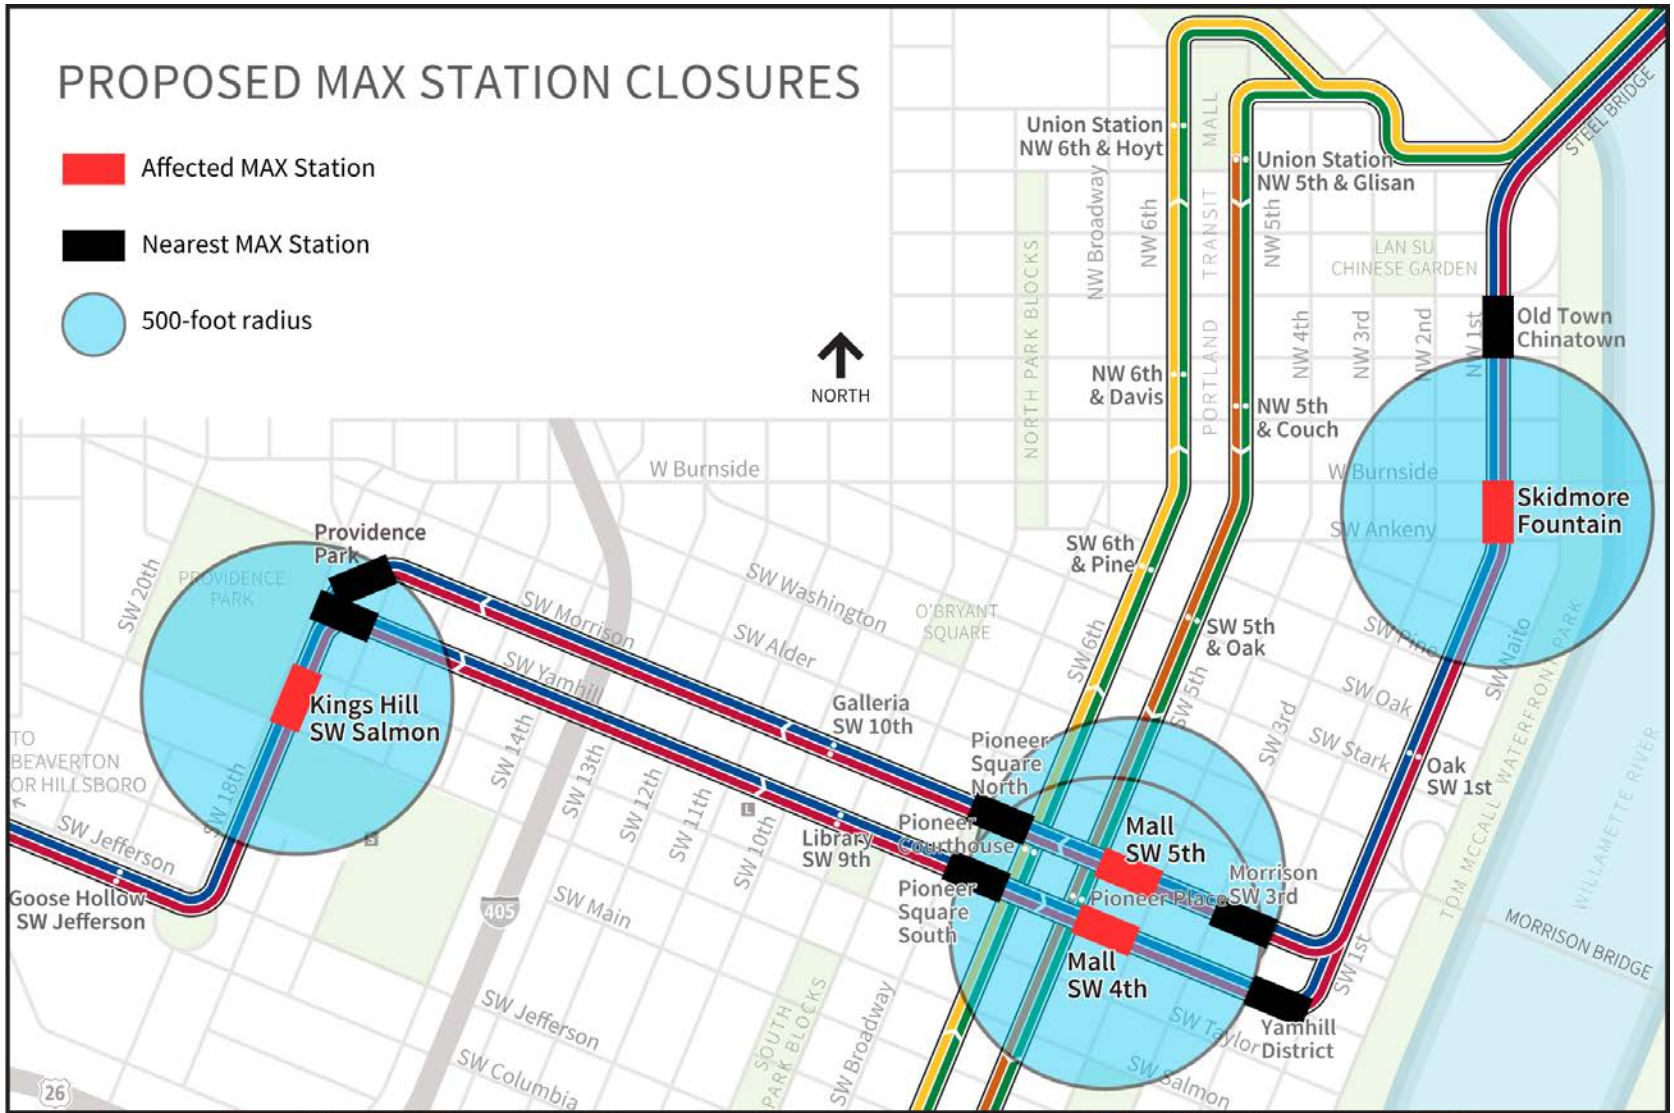 PROPOSED MAX STATION CLOSURES
Affected MAX Station
Nearest MAX Station
500-foot radius
NORTH
STEEL BRIDGE
Union Station
NW 6th & Hoyt
Union Station
NW 5th & Glisan
MALL
TRANSIT
PORTLAND
NW Broadway
NW 6th
NW 5th
NORTH PARK BLOCKS
LAN SU
CHINESE GARDEN
NW 4th
NW 3rd
NW 2nd
NW 1st
Old Town
Chinatown
NW 6th
& Davis
NW 5th
& Couch
W Burnside
W Burnside
Skidmore
Fountain
SW Ankeny
Providence
Park
PROVIDENCE
PARK
SW 20th
SW Morrison
SW Washington
SW Alder
O'BRYANT
SQUARE
SW 6th
& Pine
SW 5th
& Oak
SW 6th
SW 5th
SW Pine
SW Naito
SW Oak
SW Stark
SW 3rd
SW Yamhill
Kings Hill
SW Salmon
Galleria
SW 10th
Pioneer
Square
North
Oak
SW 1st
TO
BEAVERTON
OR HILLSBORO
SW 18th
SW Jefferson
SW 14th
SW 13th
SW 12th
SW 11th
SW 10th
L
S
Library
SW 9th
Pioneer
Courthouse
Mall
SW 5th
Morrison
SW 3rd
Pioneer Place
Pioneer
Square
South
Goose Hollow
SW Jefferson
405
SW Main
Mall
SW 4th
SW 1st
TOM MCCALL WATERFRONT PARK
WILLAMETTE RIVER
MORRISON BRIDGE
Yamhill
District
SW Taylor
SW Salmon
SW Jefferson
SW Columbia
SOUTH
PARK BLOCKS
SW Broadway
26